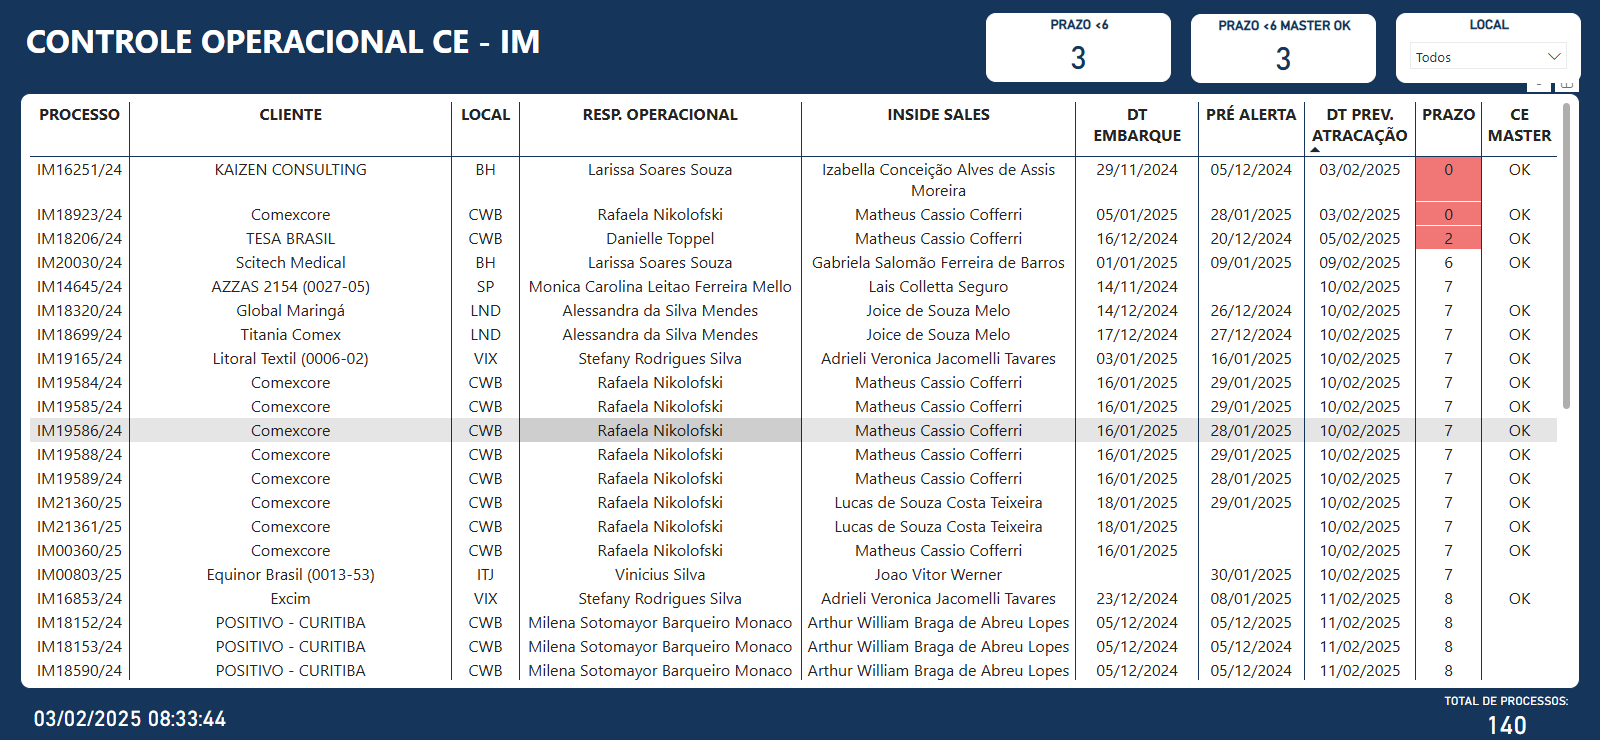 CONTROLE OPERACIONAL CE - IM
PRAZO <6
3
PRAZO <6 MASTER OK
3
LOCAL
Todos
PROCESSO CLIENTE LOCAL RESP. OPERACIONAL INSIDE SALES DT EMBARQUE PRÉ ALERTA DT PREV. ATRACAÇÃO PRAZO CE MASTER
IM16251/24 KAIZEN CONSULTING BH Larissa Soares Souza Izabella Conceição Alves de Assis Moreira 29/11/2024 05/12/2024 03/02/2025 0 OK
IM18923/24 Comexcore CWB Rafaela Nikolofski Matheus Cassio Cofferri 05/01/2025 28/01/2025 03/02/2025 0 OK
IM18206/24 TESA BRASIL CWB Danielle Toppel Matheus Cassio Cofferri 16/12/2024 20/12/2024 05/02/2025 2 OK
IM20030/24 Scitech Medical BH Larissa Soares Souza Gabriela Salomão Ferreira de Barros 01/01/2025 09/01/2025 09/02/2025 6 OK
IM14645/24 AZZAS 2154 (0027-05) SP Monica Carolina Leitao Ferreira Mello Lais Colletta Seguro 14/11/2024 10/02/2025 7
IM18320/24 Global Maringá LND Alessandra da Silva Mendes Joice de Souza Melo 14/12/2024 26/12/2024 10/02/2025 7 OK
IM18699/24 Titania Comex LND Alessandra da Silva Mendes Joice de Souza Melo 17/12/2024 27/12/2024 10/02/2025 7 OK
IM19165/24 Litoral Textil (0006-02) VIX Stefany Rodrigues Silva Adrieli Veronica Jacomelli Tavares 03/01/2025 16/01/2025 10/02/2025 7 OK
IM19584/24 Comexcore CWB Rafaela Nikolofski Matheus Cassio Cofferri 16/01/2025 29/01/2025 10/02/2025 7 OK
IM19585/24 Comexcore CWB Rafaela Nikolofski Matheus Cassio Cofferri 16/01/2025 29/01/2025 10/02/2025 7 OK
IM19586/24 Comexcore CWB Rafaela Nikolofski Matheus Cassio Cofferri 16/01/2025 28/01/2025 10/02/2025 7 OK
IM19588/24 Comexcore CWB Rafaela Nikolofski Matheus Cassio Cofferri 16/01/2025 29/01/2025 10/02/2025 7 OK
IM19589/24 Comexcore CWB Rafaela Nikolofski Matheus Cassio Cofferri 16/01/2025 28/01/2025 10/02/2025 7 OK
IM21360/25 Comexcore CWB Rafaela Nikolofski Lucas de Souza Costa Teixeira 18/01/2025 29/01/2025 10/02/2025 7 OK
IM21361/25 Comexcore CWB Rafaela Nikolofski Lucas de Souza Costa Teixeira 18/01/2025 10/02/2025 7 OK
IM00360/25 Comexcore CWB Rafaela Nikolofski Matheus Cassio Cofferri 16/01/2025 10/02/2025 7 OK
IM00803/25 Equinor Brasil (0013-53) ITJ Vinicius Silva Joao Vitor Werner 30/01/2025 10/02/2025 7
IM16853/24 Excim VIX Stefany Rodrigues Silva Adrieli Veronica Jacomelli Tavares 23/12/2024 08/01/2025 11/02/2025 8 OK
IM18152/24 POSITIVO - CURITIBA CWB Milena Sotomayor Barqueiro Monaco Arthur William Braga de Abreu Lopes 05/12/2024 05/12/2025 11/02/2025 8
IM18153/24 POSITIVO - CURITIBA CWB Milena Sotomayor Barqueiro Monaco Arthur William Braga de Abreu Lopes 05/12/2024 05/12/2024 11/02/2025 8
IM18590/24 POSITIVO - CURITIBA CWB Milena Sotomayor Barqueiro Monaco Arthur William Braga de Abreu Lopes 05/12/2024 05/12/2024 11/02/2025 8
03/02/2025 08:33:44
TOTAL DE PROCESSOS:
140